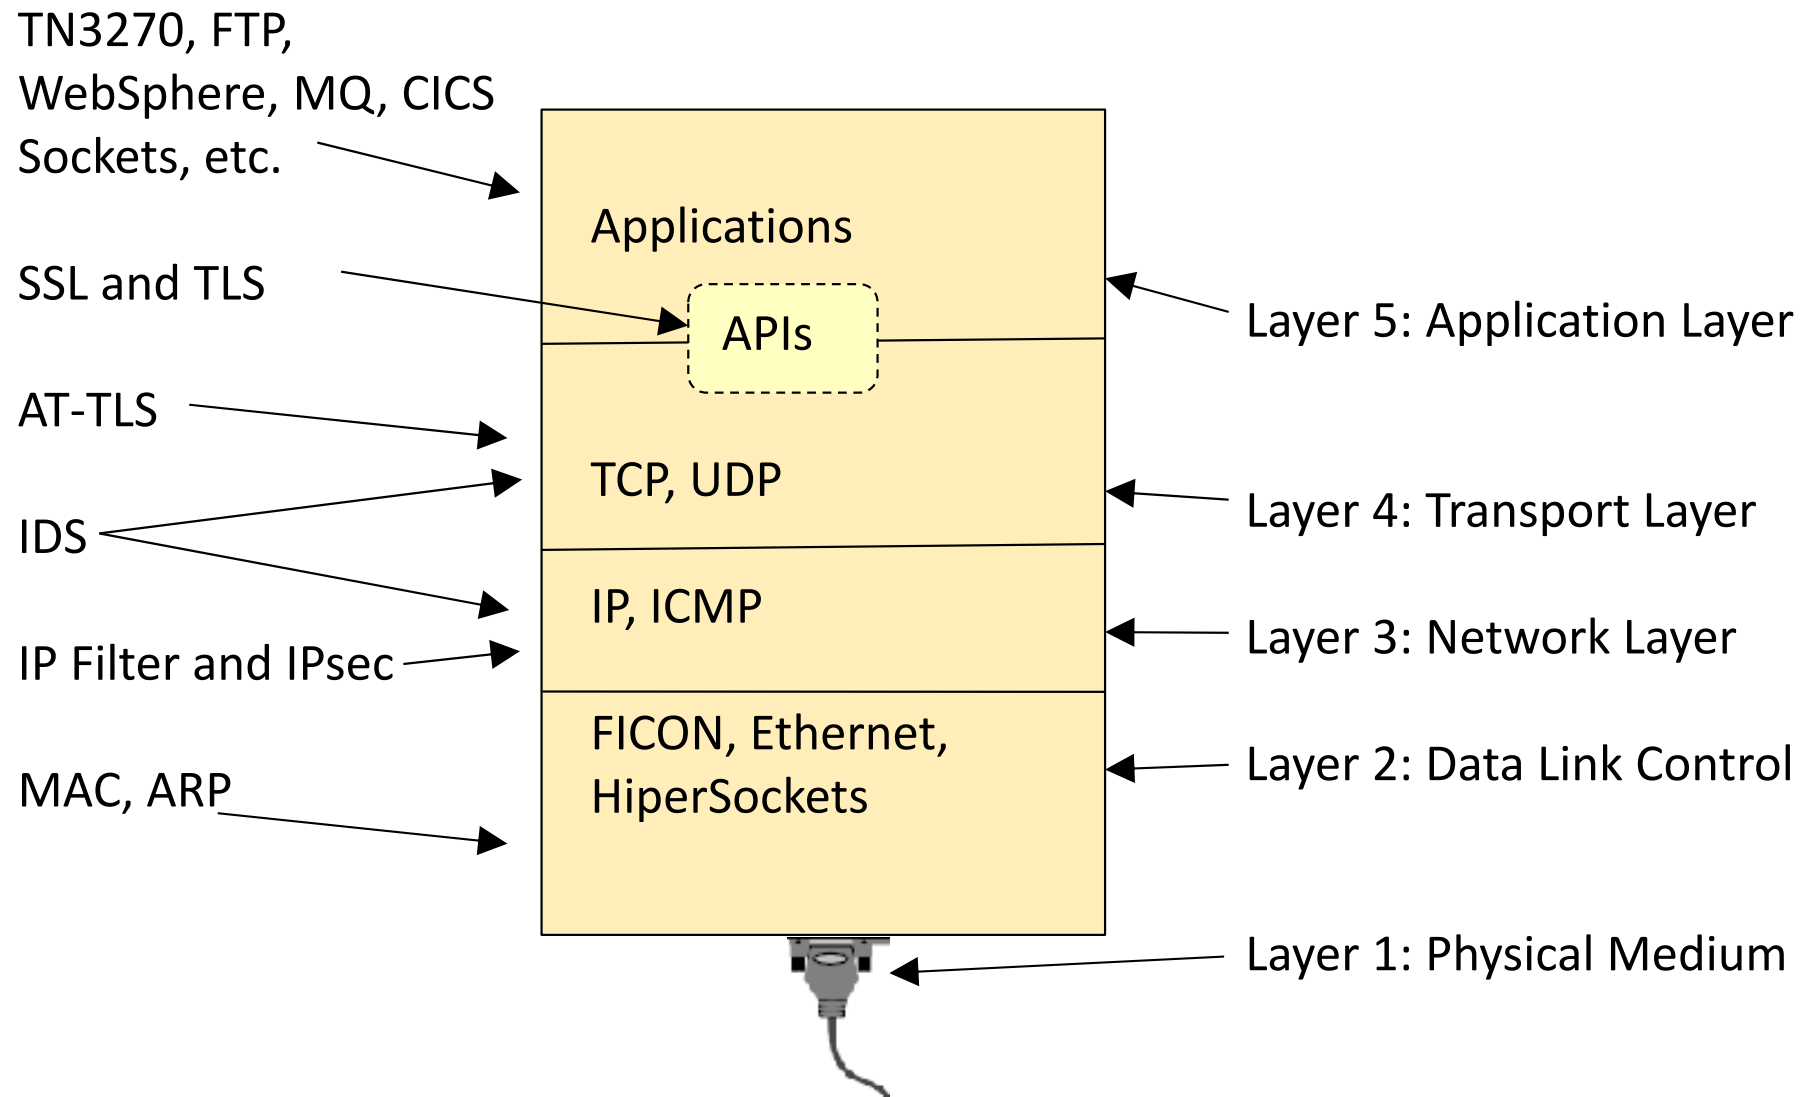 TN3270, FTP,
WebSphere, MQ, CICS
Sockets, etc.
SSL and TLS
AT-TLS
IDS
IP Filter and IPsec
MAC, ARP
Applications
APIs
TCP, UDP
IP, ICMP
FICON, Ethernet,
HiperSockets
Layer 5: Application Layer
Layer 4: Transport Layer
Layer 3: Network Layer
Layer 2: Data Link Control
Layer 1: Physical Medium